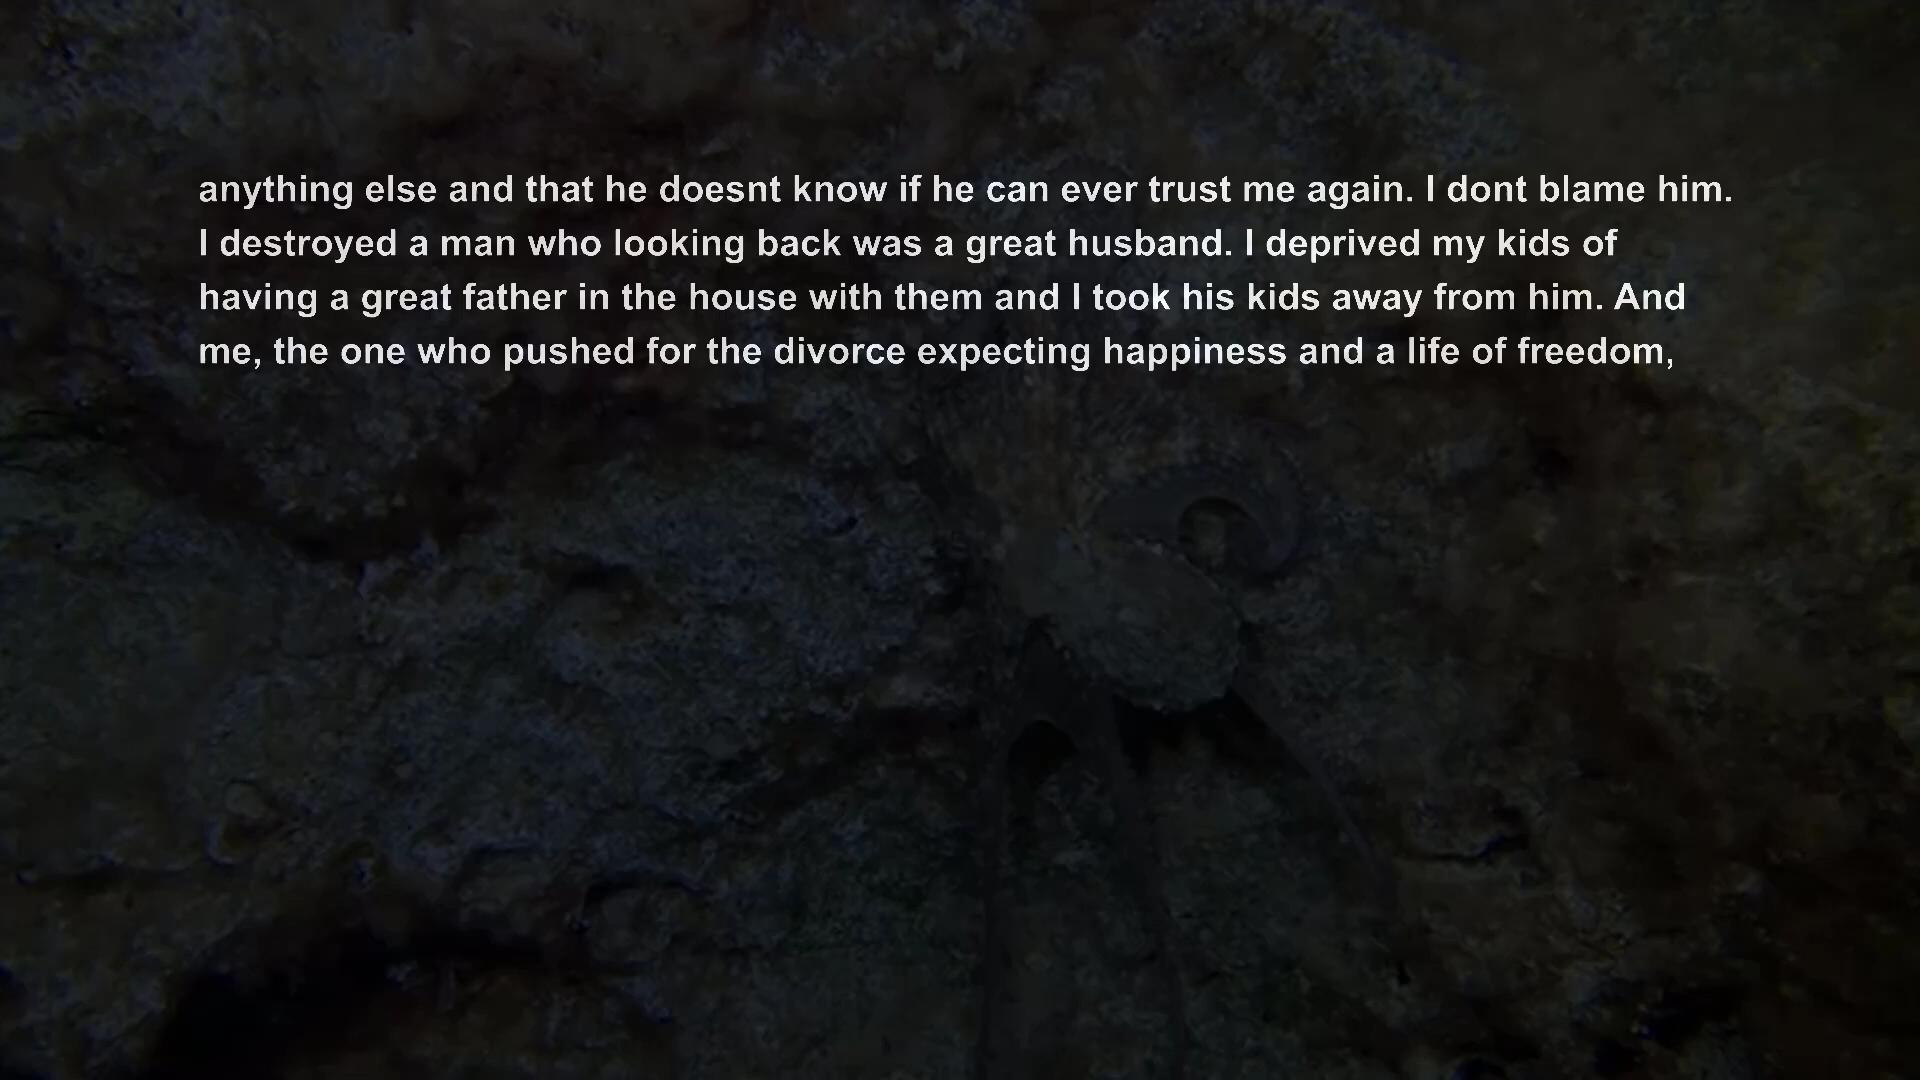 anything else and that he doesnt know if he can ever trust me again. I dont blame him.
I destroyed a man who looking back was a great husband. I deprived my kids of
having a great father in the house with them and I took his kids away from him. And
me, the one who pushed for the divorce expecting happiness and a life of freedom,